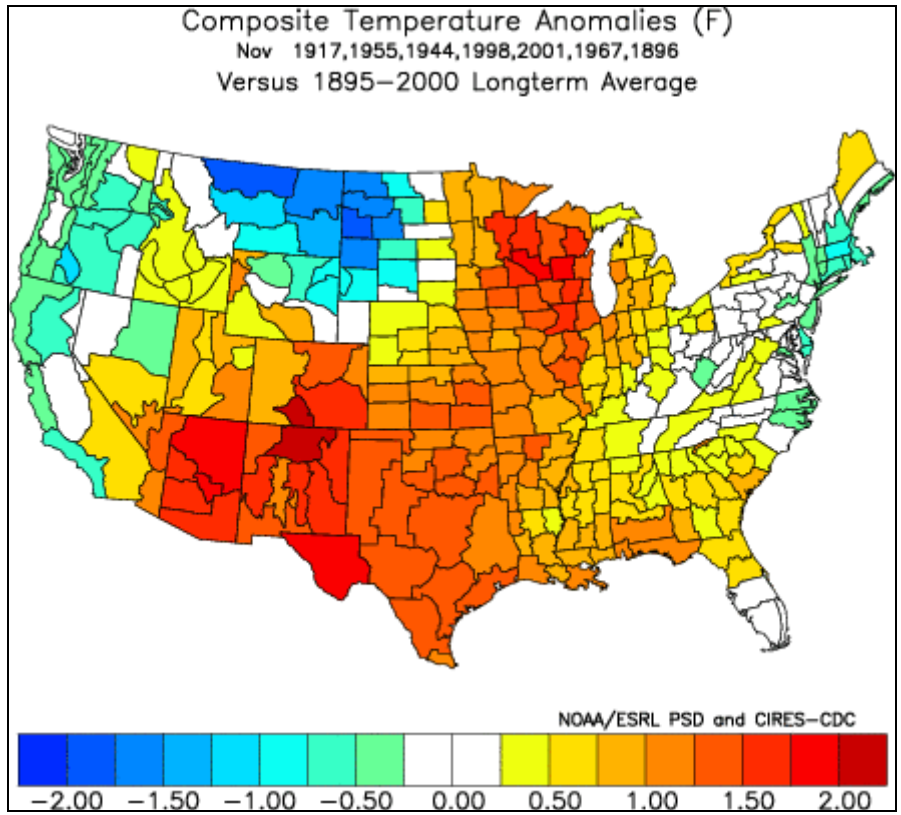 Composite Temperature Anomalies (F)
Nov 1917,1955,1944,1998,2001,1967,1896
Versus 1895-2000 Longterm Average
NOAA/ESRL PSD and CIRES-CDC
-2.00 -1.50 -1.00 -0.50 0.00 0.50 1.00 1.50 2.00